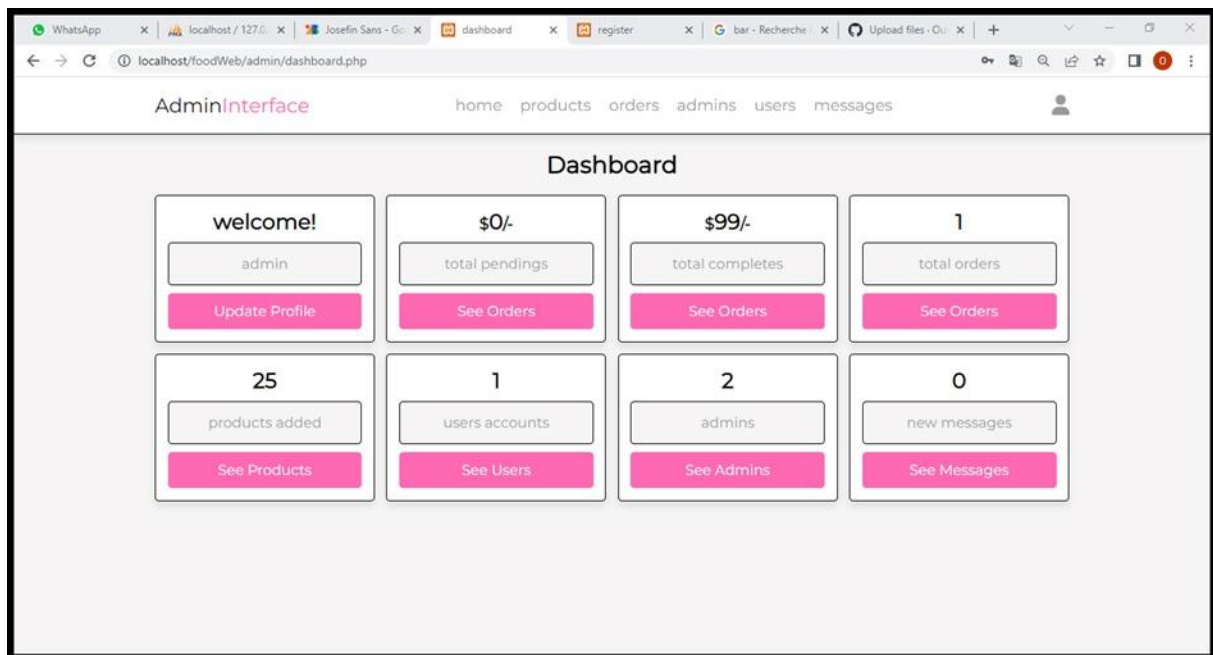 WhatsApp
localhost / 127.0.
Josefin Sans - Go
dashboard
register
bar - Recherche
Upload files · Ou
localhost/foodWeb/admin/dashboard.php
O
AdminInterface
home products orders admins users messages
Dashboard
welcome!
admin
Update Profile
$0/-
total pendings
See Orders
$99/-
total completes
See Orders
1
total orders
See Orders
25
products added
See Products
1
users accounts
See Users
2
admins
See Admins
0
new messages
See Messages